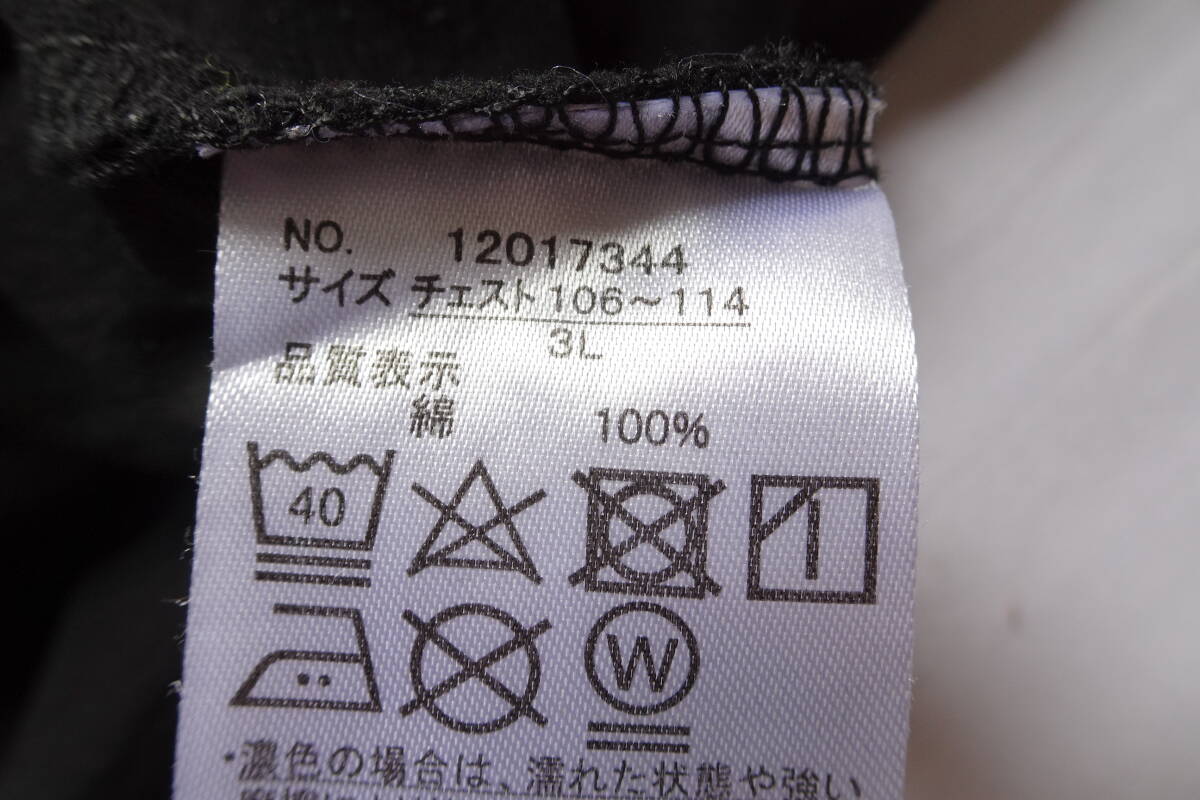 NO. 12017344
サイズ チェスト106～114
3L
品質表示
綿 100%
40
W
・濃色の場合は、濡れた状態や強い